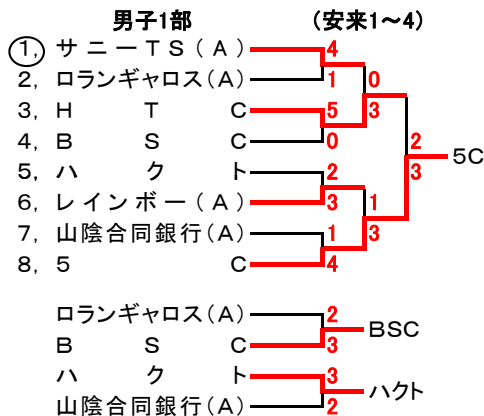 男子1部 (安来1～4)
1, サニーTS(A) 4
2, ロランギャロス(A) 1 0
3, HTC 5 3
4, BSC 0 2 5C
5, ハクト 2 3
6, レインボー(A) 3 1
7, 山陰合同銀行(A) 1 3
8, 5C 4
ロランギャロス(A) 2
BSC 3 BSC
ハクト 3
山陰合同銀行(A) 2 ハクト